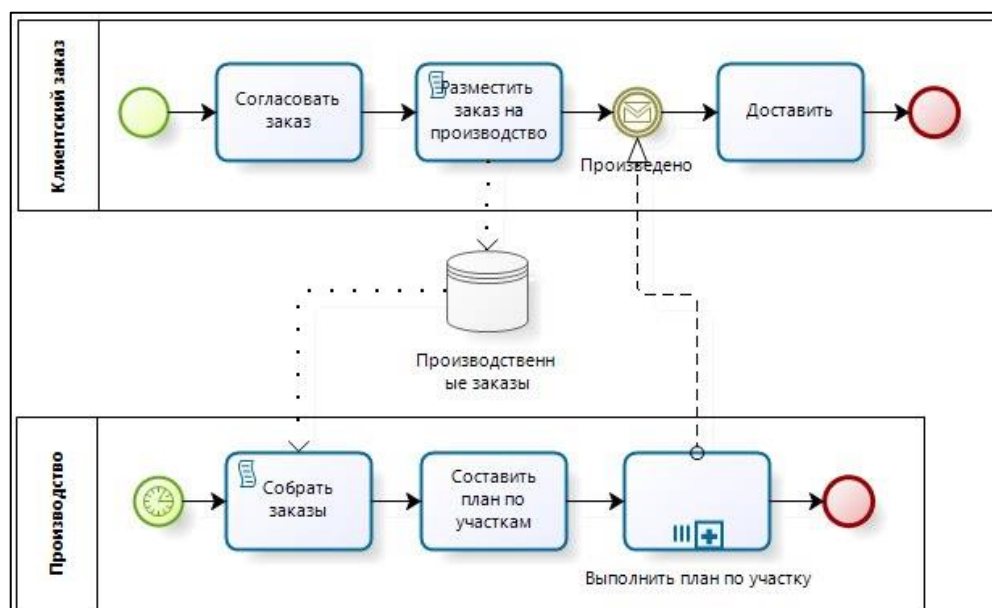 Клиентский заказ
Согласовать
заказ
Разместить
заказ на
производство
Произведено
Доставить
Производственн
ые заказы
Производство
Собрать
заказы
Составить
план по
участкам
Выполнить план по участку